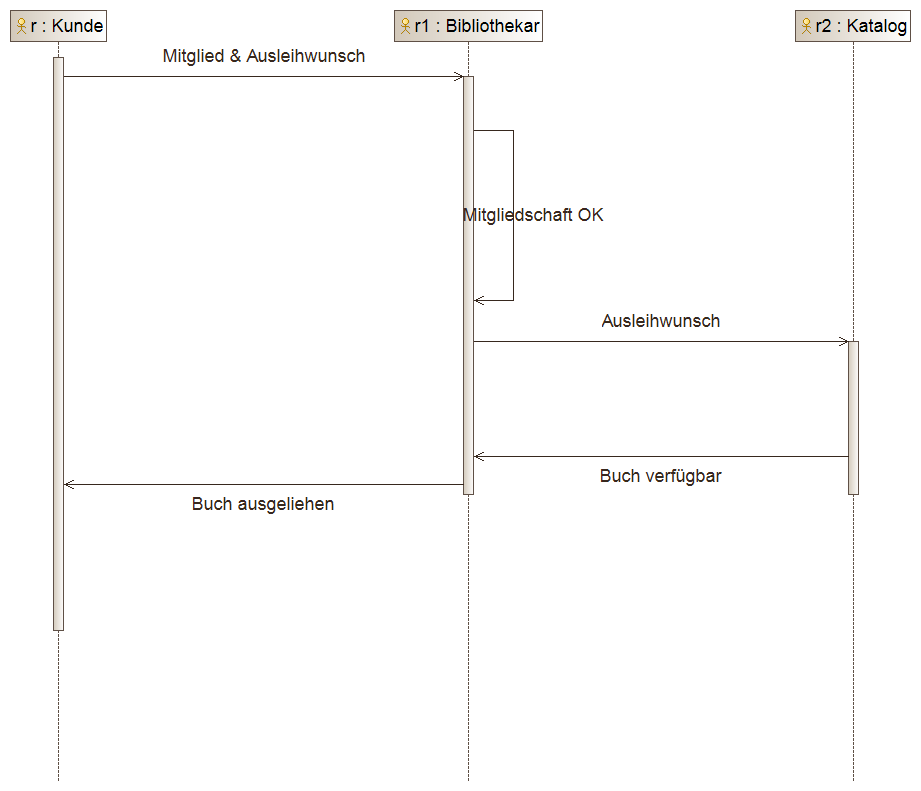 r : Kunde
r1 : Bibliothekar
r2 : Katalog
Mitglied & Ausleihwunsch
Mitgliedschaft OK
Ausleihwunsch
Buch verfügbar
Buch ausgeliehen